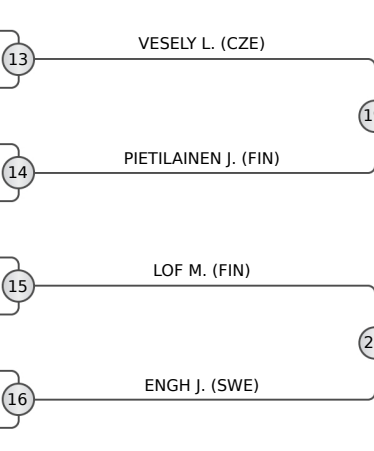 VESELY L. (CZE)
13
PIETILAINEN J. (FIN)
14
LOF M. (FIN)
15
ENGH J. (SWE)
16